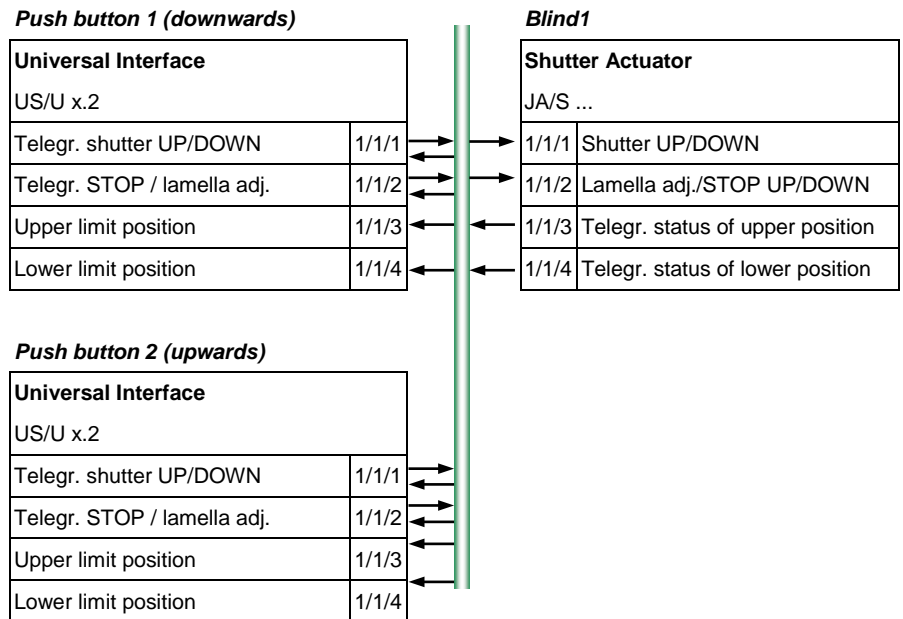 Push button 1 (downwards)
Universal Interface
US/U x.2
Telegr. shutter UP/DOWN 1/1/1
Telegr. STOP / lamella adj. 1/1/2
Upper limit position 1/1/3
Lower limit position 1/1/4
Blind1
Shutter Actuator
JA/S ...
1/1/1 Shutter UP/DOWN
1/1/2 Lamella adj./STOP UP/DOWN
1/1/3 Telegr. status of upper position
1/1/4 Telegr. status of lower position
Push button 2 (upwards)
Universal Interface
US/U x.2
Telegr. shutter UP/DOWN 1/1/1
Telegr. STOP / lamella adj. 1/1/2
Upper limit position 1/1/3
Lower limit position 1/1/4